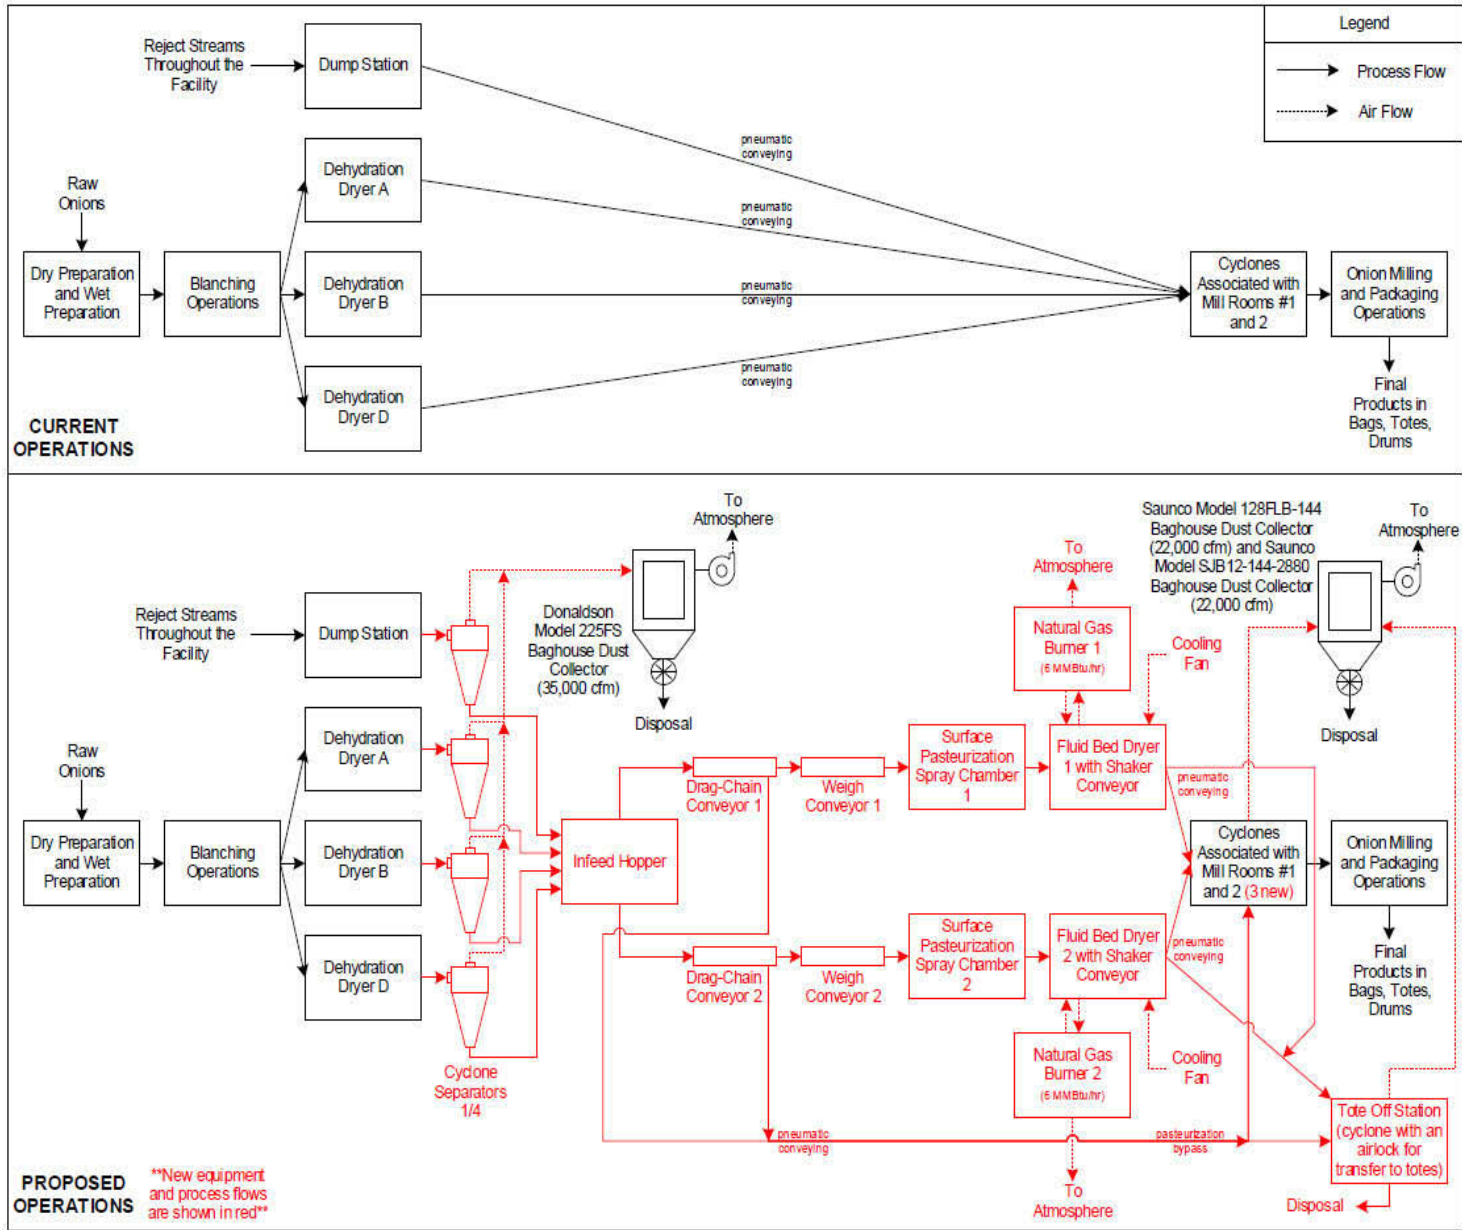 Legend
Process Flow
Air Flow
Reject Streams
Throughout the
Facility
Dump Station
pneumatic
conveying
Dehydration
Dryer A
pneumatic
conveying
Raw
Onions
Dry Preparation
and Wet
Preparation
Blanching
Operations
Dehydration
Dryer B
pneumatic
conveying
Cyclones
Associated with
Mill Rooms #1
and 2
Onion Milling
and Packaging
Operations
Dehydration
Dryer D
pneumatic
conveying
Final
Products in
Bags, Totes,
Drums
CURRENT
OPERATIONS
To
Atmosphere
Donaldson
Model 225FS
Baghouse Dust
Collector
(35,000 cfm)
Disposal
To
Atmosphere
Natural Gas
Burner 1
(6 MMBtu/hr)
Cooling
Fan
Saunco Model 128FLB-144
Baghouse Dust Collector
(22,000 cfm) and Saunco
Model SJB12-144-2880
Baghouse Dust Collector
(22,000 cfm)
To
Atmosphere
Disposal
Reject Streams
Throughout the
Facility
Dump Station
Dehydration
Dryer A
Raw
Onions
Dry Preparation
and Wet
Preparation
Blanching
Operations
Dehydration
Dryer B
Dehydration
Dryer D
Cyclone
Separators
1/4
Infeed Hopper
Drag-Chain
Conveyor 1
Weigh
Conveyor 1
Surface
Pasteurization
Spray Chamber
1
Fluid Bed Dryer
1 with Shaker
Conveyor
pneumatic
conveying
Cyclones
Associated with
Mill Rooms #1
and 2 (3 new)
Onion Milling
and Packaging
Operations
Drag-Chain
Conveyor 2
Weigh
Conveyor 2
Surface
Pasteurization
Spray Chamber
2
Fluid Bed Dryer
2 with Shaker
Conveyor
pneumatic
conveying
Final
Products in
Bags, Totes,
Drums
Natural Gas
Burner 2
(6 MMBtu/hr)
Cooling
Fan
pneumatic
conveying
pasteurization
bypass
Tote Off Station
(cyclone with an
airlock for
transfer to totes)
Disposal
To
Atmosphere
PROPOSED
OPERATIONS
**New equipment
and process flows
are shown in red**